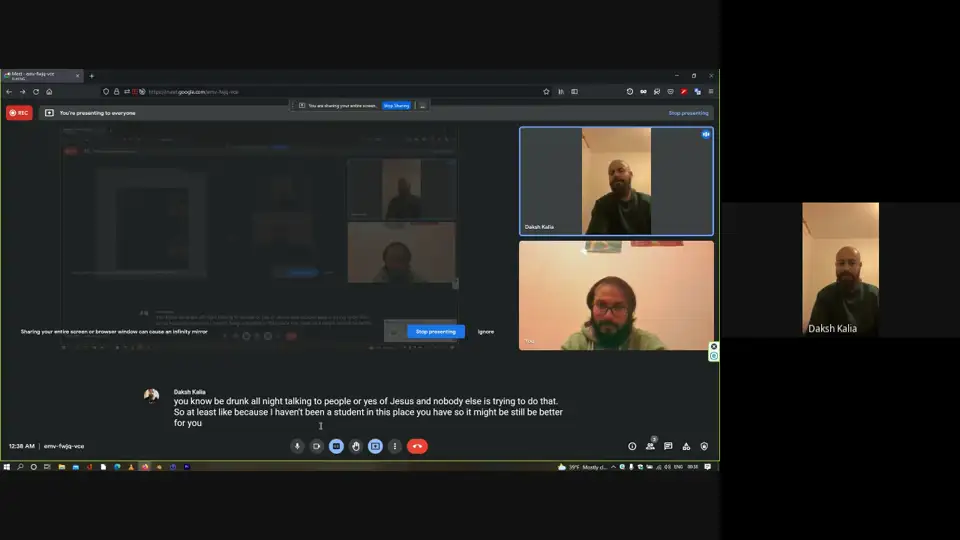 Meet - emv-fwjq-vce
https://meet.google.com/emv-fwjq-vce
You are sharing your entire screen.
Stop Sharing
REC
You're presenting to everyone
Stop presenting
Daksh Kalia
Sharing your entire screen or browser window can cause an infinity mirror
Stop presenting
Ignore
You
Daksh Kalia
Daksh Kalia
you know be drunk all night talking to people or yes of Jesus and nobody else is trying to do that.
So at least like because I haven't been a student in this place you have so it might be still be better
for you
12:38 AM | emv-fwjq-vce
39°F Mostly cl...
ENG